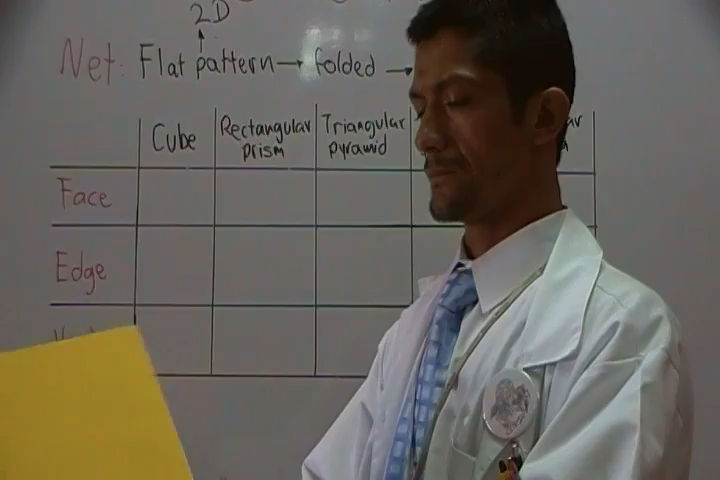 2D
Net: Flat pattern → folded →
Cube Rectangular prism Triangular pyramid
Face
Edge